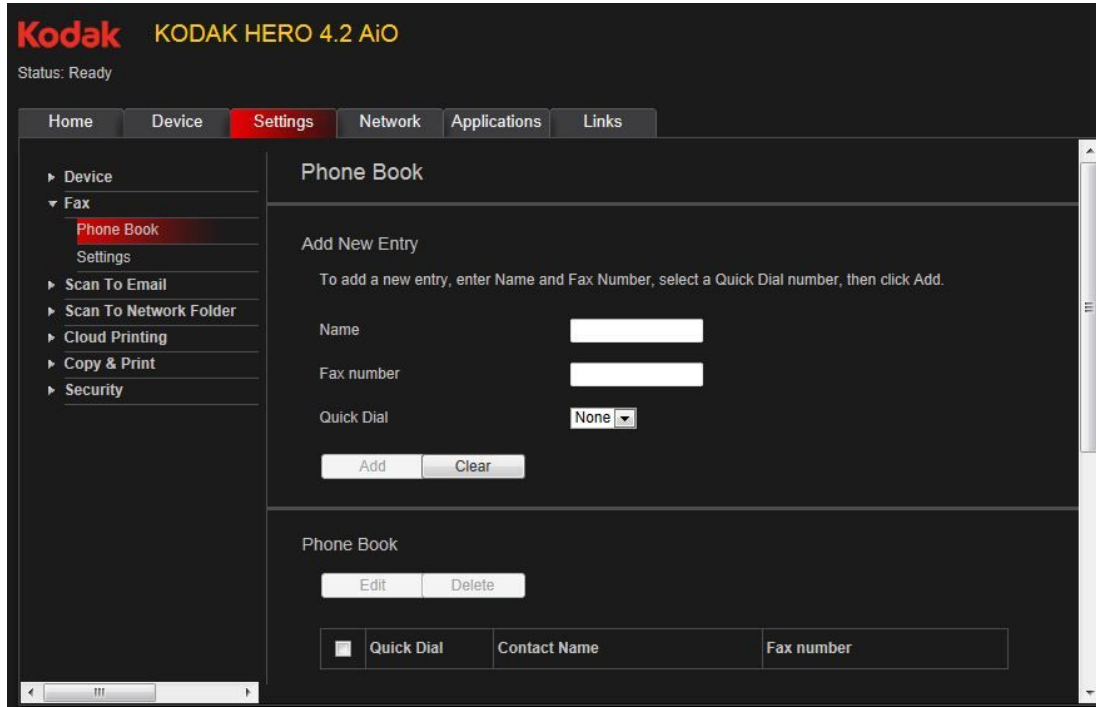 Kodak KODAK HERO 4.2 AiO
Status: Ready
Home Device Settings Network Applications Links
Device
Fax
Phone Book
Settings
Scan To Email
Scan To Network Folder
Cloud Printing
Copy & Print
Security
Phone Book
Add New Entry
To add a new entry, enter Name and Fax Number, select a Quick Dial number, then click Add.
Name
Fax number
Quick Dial None
Add Clear
Phone Book
Edit Delete
Quick Dial Contact Name Fax number